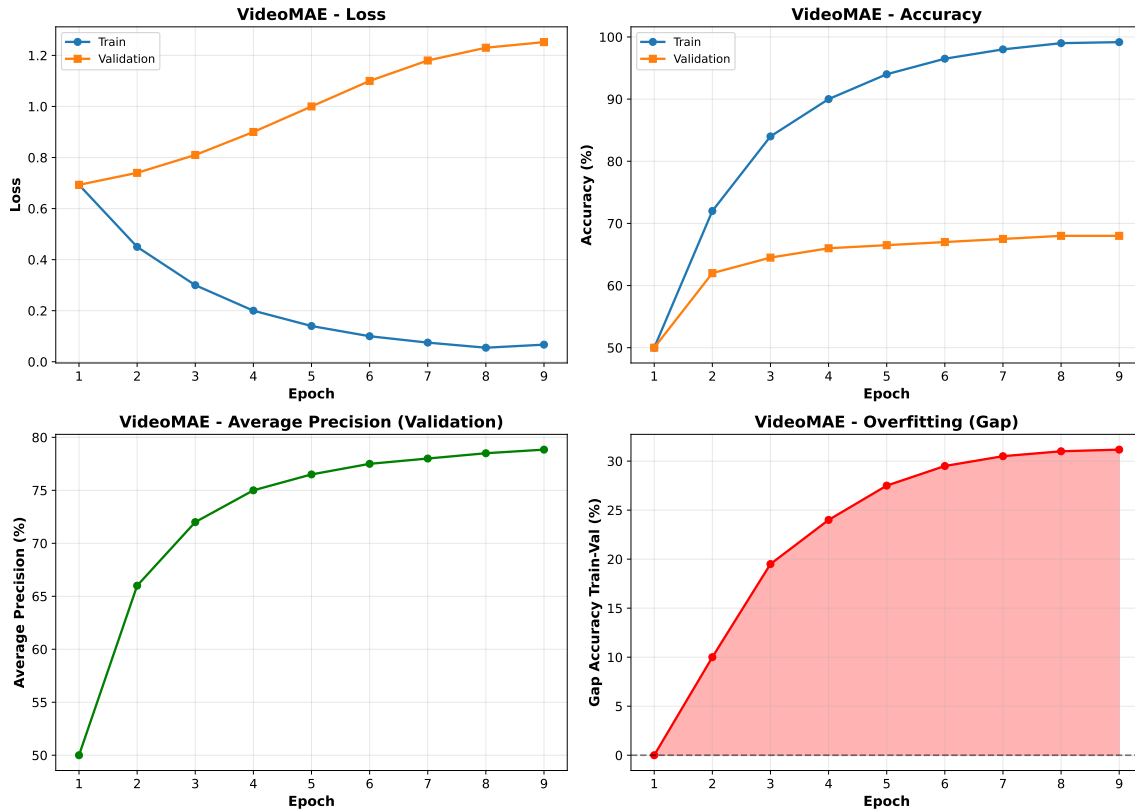 VideoMAE - Loss
Train
Validation
Loss
1.2
1.0
0.8
0.6
0.4
0.2
0.0
1 2 3 4 5 6 7 8 9
Epoch
VideoMAE - Accuracy
Train
Validation
Accuracy (%)
100
90
80
70
60
50
1 2 3 4 5 6 7 8 9
Epoch
VideoMAE - Average Precision (Validation)
Average Precision (%)
80
75
70
65
60
55
50
1 2 3 4 5 6 7 8 9
Epoch
VideoMAE - Overfitting (Gap)
Gap Accuracy Train-Val (%)
30
25
20
15
10
5
0
1 2 3 4 5 6 7 8 9
Epoch